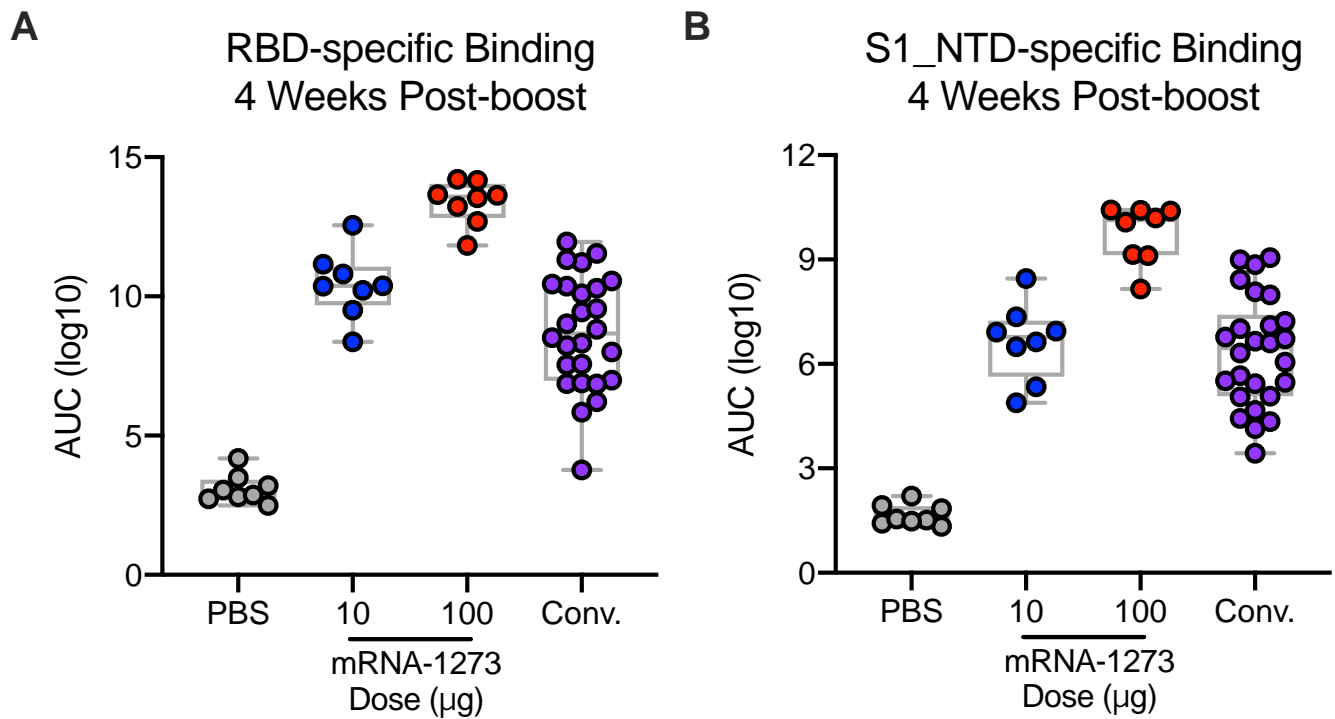 A
RBD-specific Binding
4 Weeks Post-boost
15
10
5
0
AUC (log10)
PBS
10
100
Conv.
mRNA-1273
Dose (µg)
B
S1_NTD-specific Binding
4 Weeks Post-boost
12
9
6
3
0
AUC (log10)
PBS
10
100
Conv.
mRNA-1273
Dose (µg)